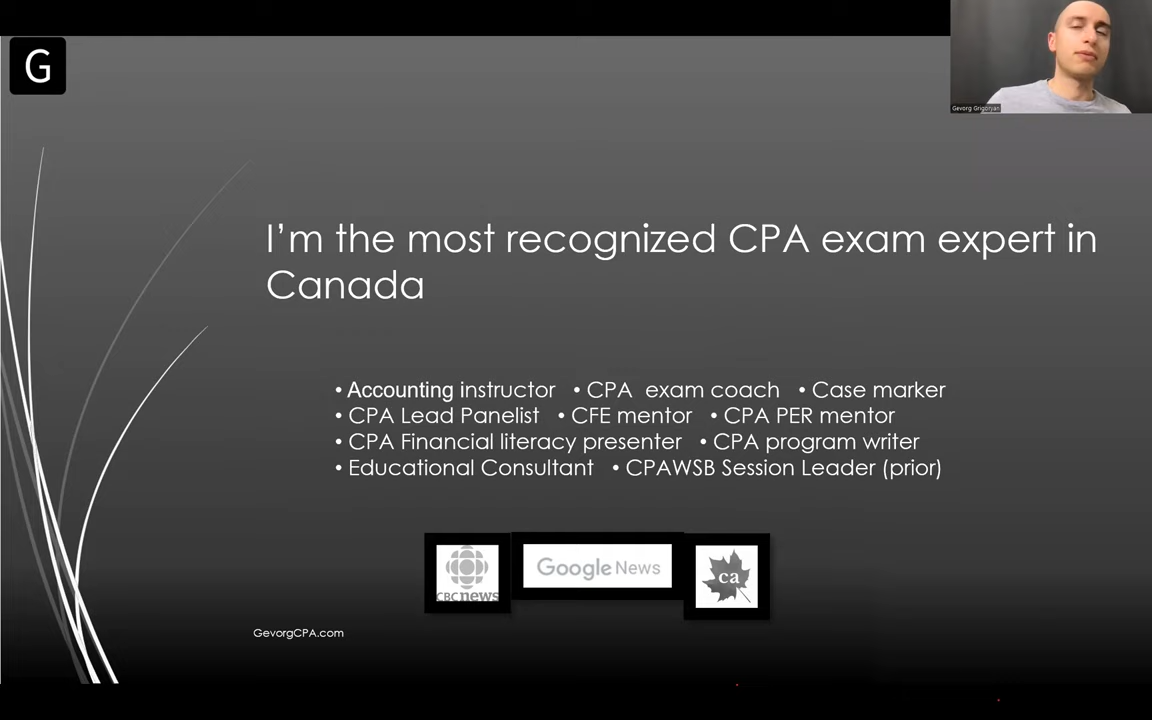 G
Gevorg Grigoryan
I'm the most recognized CPA exam expert in
Canada
• Accounting instructor • CPA exam coach • Case marker
• CPA Lead Panelist • CFE mentor • CPA PER mentor
• CPA Financial literacy presenter • CPA program writer
• Educational Consultant • CPAWSB Session Leader (prior)
CBC news
Google News
ca
GevorgCPA.com